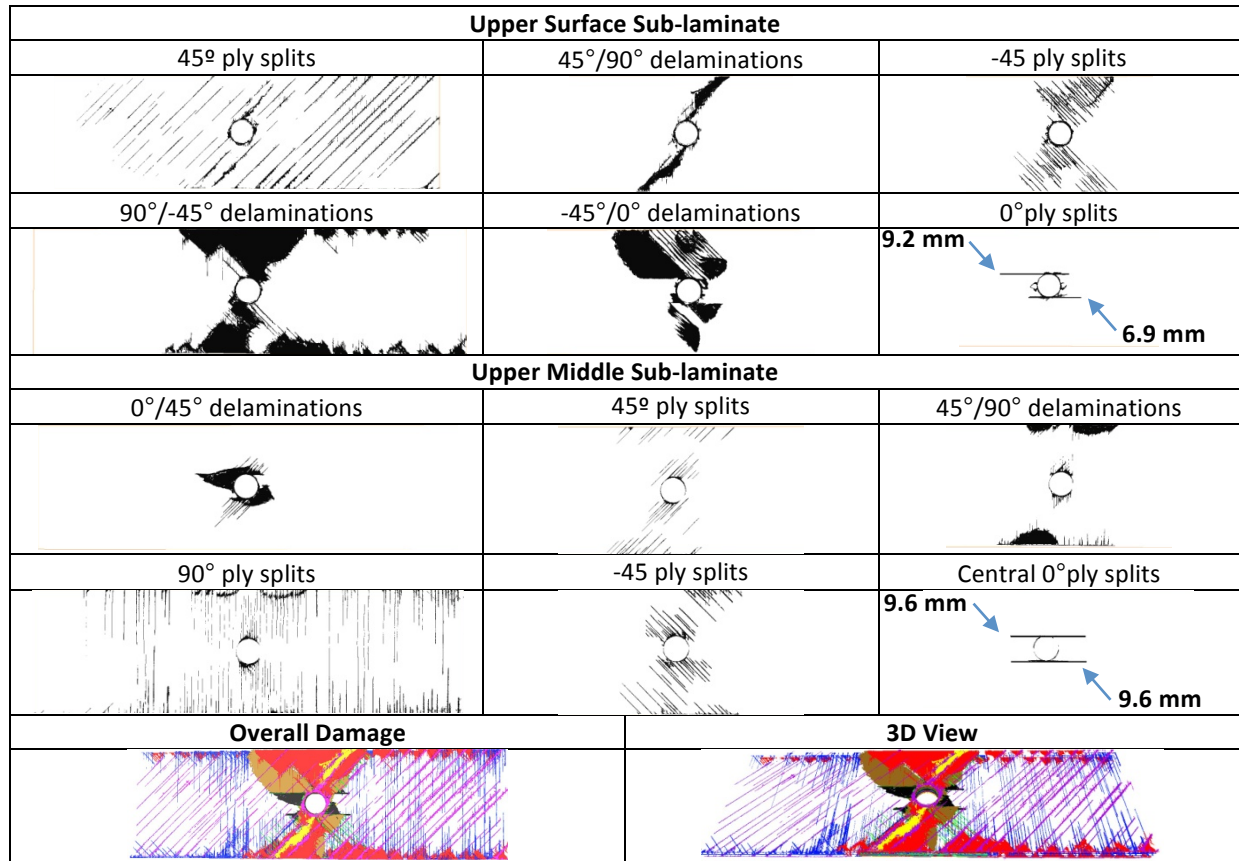 Upper Surface Sub-laminate
45º ply splits
45°/90° delaminations
-45 ply splits
90°/-45° delaminations
-45°/0° delaminations
0°ply splits
9.2 mm
6.9 mm
Upper Middle Sub-laminate
0°/45° delaminations
45º ply splits
45°/90° delaminations
90° ply splits
-45 ply splits
Central 0°ply splits
9.6 mm
9.6 mm
Overall Damage
3D View